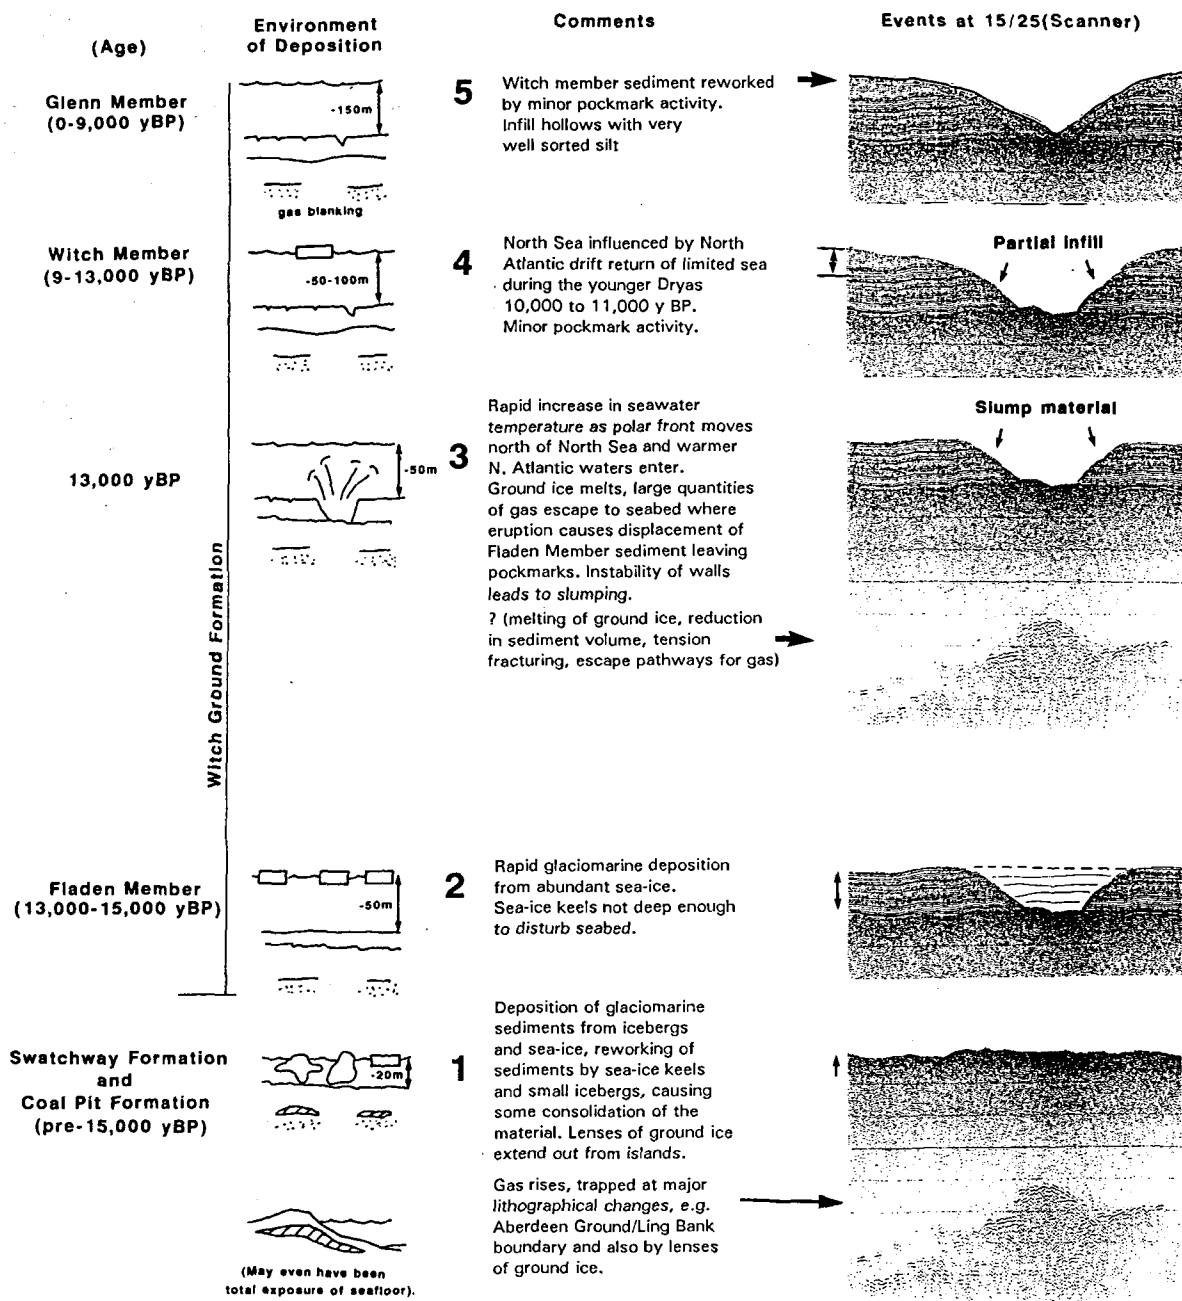 (Age)
Environment
of Deposition
Comments
Events at 15/25(Scanner)
Glenn Member
(0-9,000 yBP)
-150m
gas blanking
5
Witch member sediment reworked
by minor pockmark activity.
Infill hollows with very
well sorted silt
Witch Member
(9-13,000 yBP)
-50-100m
4
North Sea influenced by North
Atlantic drift return of limited sea
during the younger Dryas
10,000 to 11,000 y BP.
Minor pockmark activity.
Partial infill
13,000 yBP
-50m
3
Rapid increase in seawater
temperature as polar front moves
north of North Sea and warmer
N. Atlantic waters enter.
Ground ice melts, large quantities
of gas escape to seabed where
eruption causes displacement of
Fladen Member sediment leaving
pockmarks. Instability of walls
leads to slumping.
? (melting of ground ice, reduction
in sediment volume, tension
fracturing, escape pathways for gas)
Slump material
Witch Ground Formation
Fladen Member
(13,000-15,000 yBP)
-50m
2
Rapid glaciomarine deposition
from abundant sea-ice.
Sea-ice keels not deep enough
to disturb seabed.
Swatchway Formation
and
Coal Pit Formation
(pre-15,000 yBP)
-20m
(May even have been
total exposure of seafloor).
1
Deposition of glaciomarine
sediments from icebergs
and sea-ice, reworking of
sediments by sea-ice keels
and small icebergs, causing
some consolidation of the
material. Lenses of ground ice
extend out from islands.
Gas rises, trapped at major
lithographical changes, e.g.
Aberdeen Ground/Ling Bank
boundary and also by lenses
of ground ice.